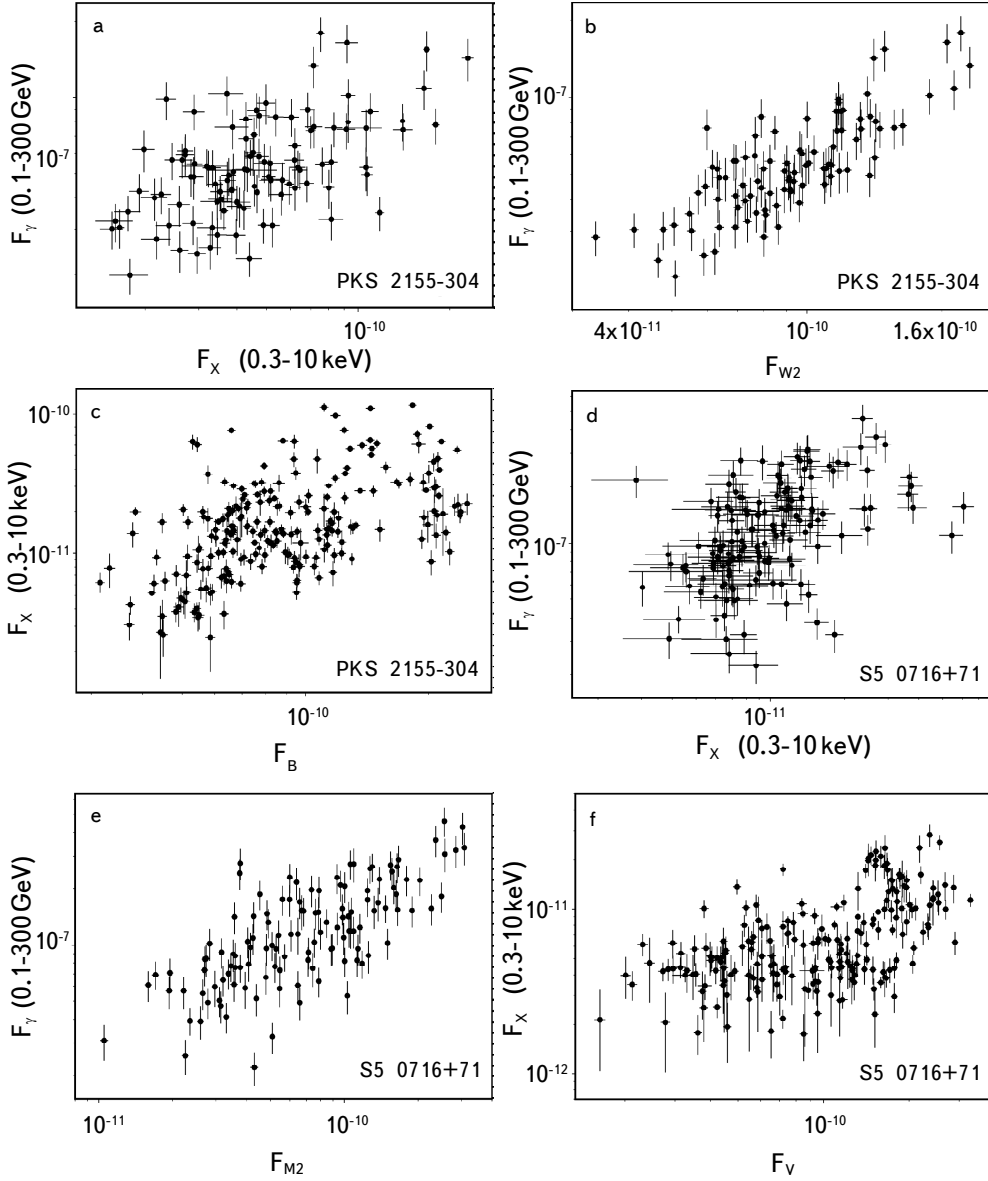 a
F_γ (0.1-300 GeV)
10⁻⁷
PKS 2155-304
10⁻¹⁰
F_X (0.3-10 keV)
b
F_γ (0.1-300 GeV)
10⁻⁷
PKS 2155-304
4x10⁻¹¹ 10⁻¹⁰ 1.6x10⁻¹⁰
F_W2
c
F_X (0.3-10 keV)
10⁻¹⁰
10⁻¹¹
PKS 2155-304
10⁻¹⁰
F_B
d
F_γ (0.1-300 GeV)
10⁻⁷
S5 0716+71
10⁻¹¹
F_X (0.3-10 keV)
e
F_γ (0.1-300 GeV)
10⁻⁷
S5 0716+71
10⁻¹¹ 10⁻¹⁰
F_M2
f
F_X (0.3-10 keV)
10⁻¹¹
10⁻¹²
S5 0716+71
10⁻¹⁰
F_V